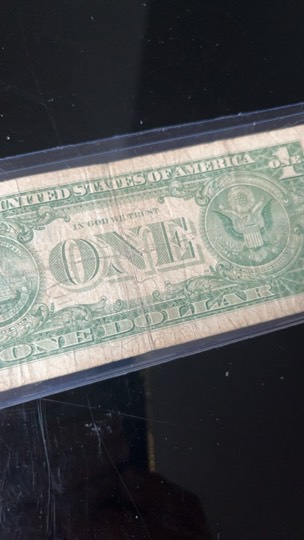 UNITED STATES OF AMERICA
IN GOD WE TRUST
ONE
ONE DOLLAR